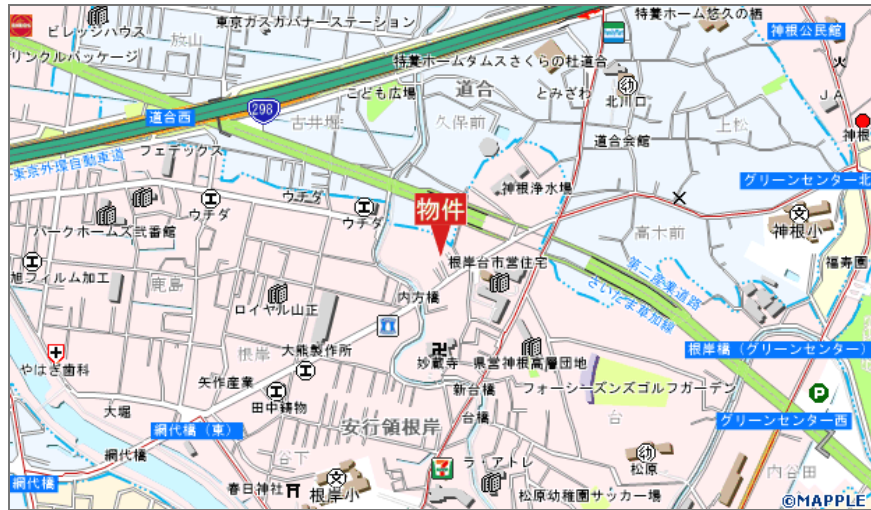 ビレッジハウス
放山
東京ガスガバナーステーション
特養ホーム悠久の栖
神根公民館
リンクルパッケージ
特養ホームタムスさくらの杜道合
道合
とみざわ
こども広場
北川口
JA
298
道合西
古井堀
久保前
上松
神根
道合会館
フェデックス
東京外環自動車道
グリーンセンター北
ウチダ
神根浄水場
ウチダ
物件
パークホームズ弐番館
高木前
神根小
旭フィルム加工
鹿島
根岸台市営住宅
第二産業道路
福寿園
さいたま草加線
内方橋
ロイヤル山正
根岸
大熊製作所
根岸橋(グリーンセンター)
やはぎ歯科
妙蔵寺
県営神根高層団地
矢作産業
新台橋
フォーシーズンズゴルフガーデン
大堀
田中鋳物
台橋
台
グリーンセンター西
網代橋(東)
安行領根岸
網代橋
谷下
ラ・アトレ
松原
内谷田
網代橋
春日神社
根岸小
松原幼稚園サッカー場
©MAPPLE